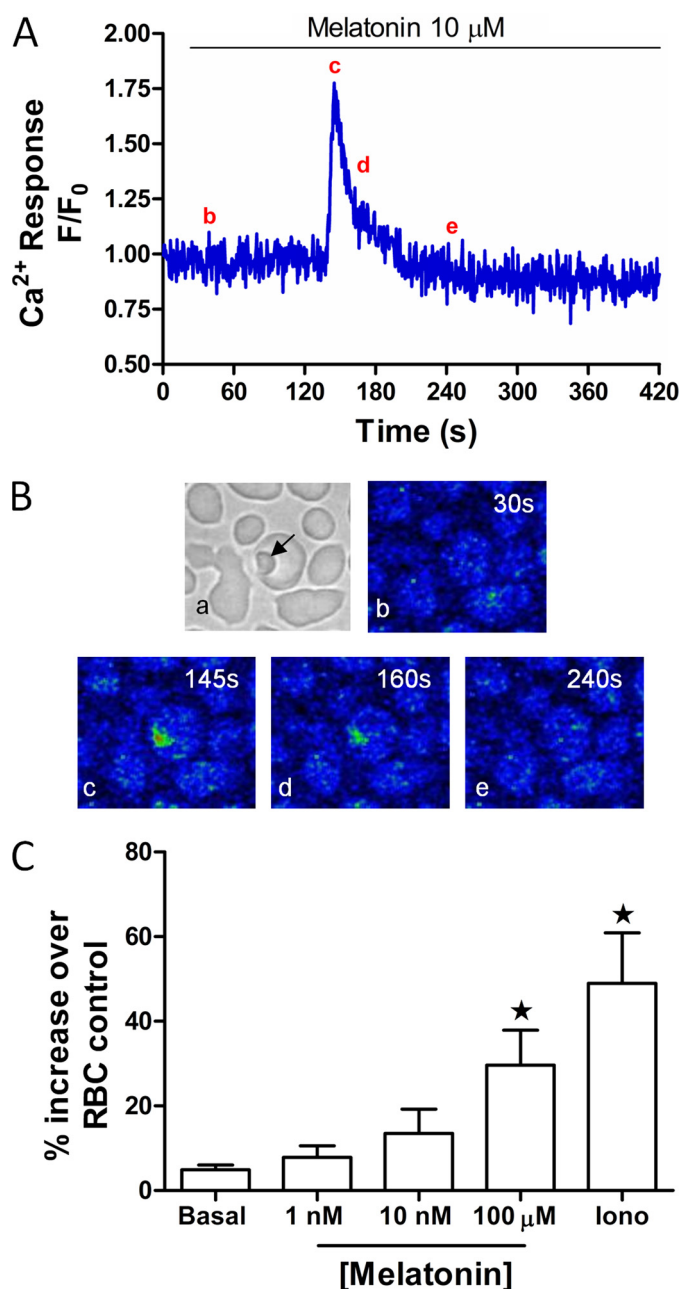 A
Melatonin 10 μM
Ca²⁺ Response
F/F₀
2.00
1.75
1.50
1.25
1.00
0.75
0.50
b
c
d
e
0 60 120 180 240 300 360 420
Time (s)
B
a
30s
b
145s
c
160s
d
240s
e
C
% increase over
RBC control
80
60
40
20
0
★
★
Basal 1 nM 10 nM 100 μM Iono
[Melatonin]